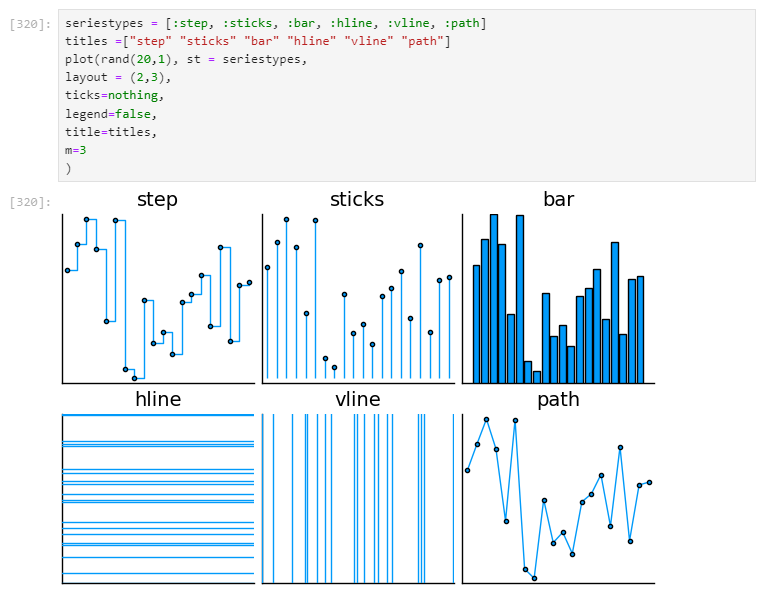 [320]: seriestypes = [:step, :sticks, :bar, :hline, :vline, :path]
titles =["step" "sticks" "bar" "hline" "vline" "path"]
plot(rand(20,1), st = seriestypes,
layout = (2,3),
ticks=nothing,
legend=false,
title=titles,
m=3
)
[320]:
step sticks bar
hline vline path